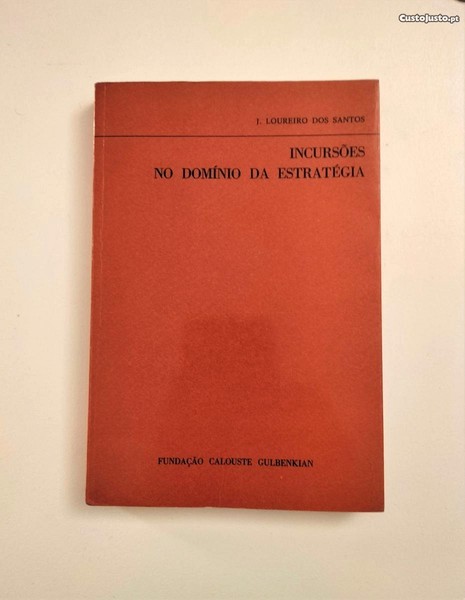 CustoJusto.pt
J. LOUREIRO DOS SANTOS
INCURSÕES
NO DOMÍNIO DA ESTRATÉGIA
FUNDAÇÃO CALOUSTE GULBENKIAN